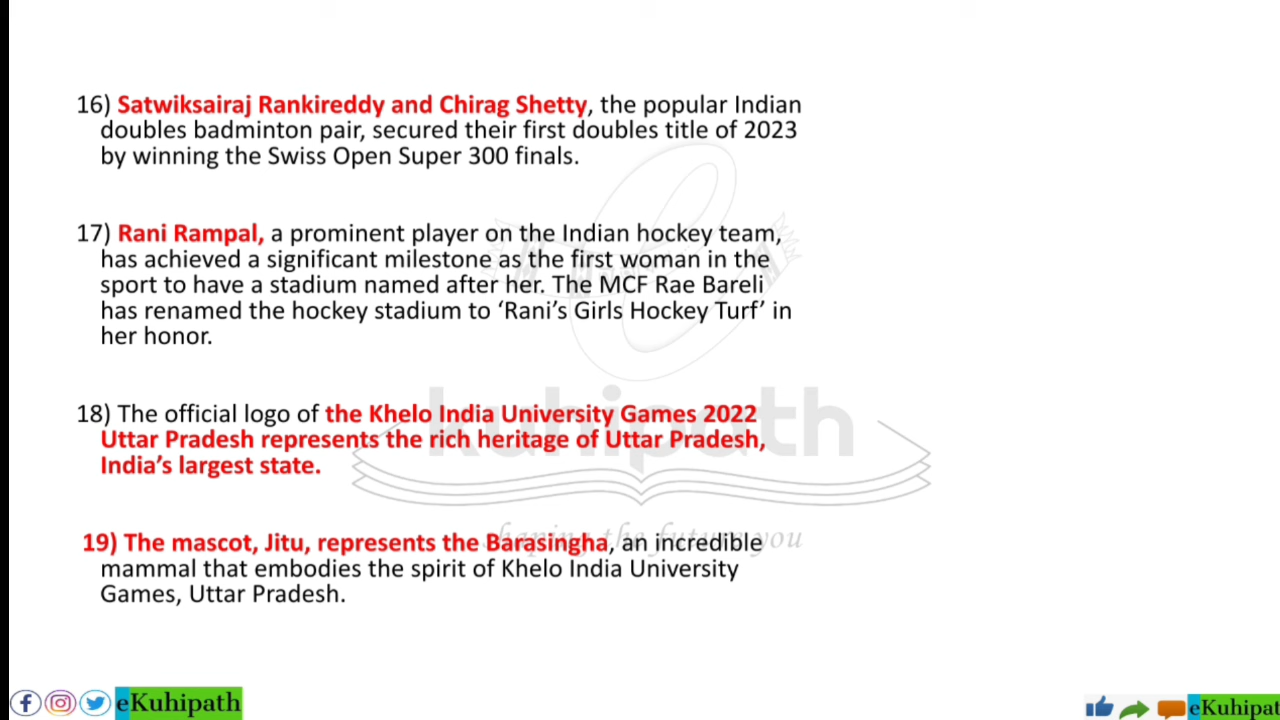 16) Satwiksairaj Rankireddy and Chirag Shetty, the popular Indian
doubles badminton pair, secured their first doubles title of 2023
by winning the Swiss Open Super 300 finals.
17) Rani Rampal, a prominent player on the Indian hockey team,
has achieved a significant milestone as the first woman in the
sport to have a stadium named after her. The MCF Rae Bareli
has renamed the hockey stadium to ‘Rani’s Girls Hockey Turf’ in
her honor.
18) The official logo of the Khelo India University Games 2022
Uttar Pradesh represents the rich heritage of Uttar Pradesh,
India’s largest state.
19) The mascot, Jitu, represents the Barasingha, an incredible
mammal that embodies the spirit of Khelo India University
Games, Uttar Pradesh.
kuhipath
shaping the future you
eKuhipath
eKuhipat